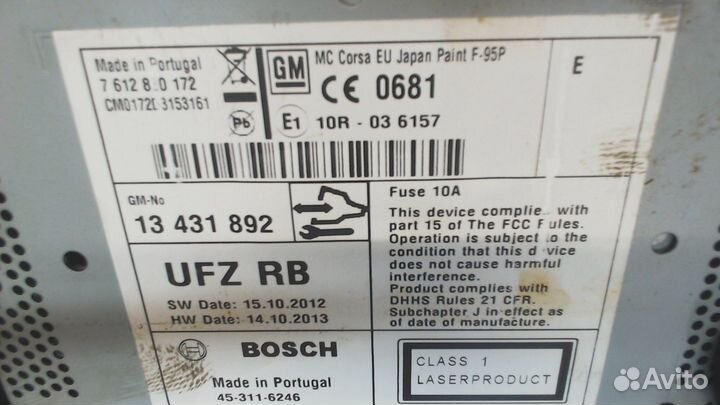 Made in Portugal
7 612 8 0 172
CM0172 3153161
Pb
GM
MC Corsa EU Japan Paint F-95P
CE 0681
E1 10R - 03 6157
E
GM-No
13 431 892
UFZ RB
SW Date: 15.10.2012
HW Date: 14.10.2013
Fuse 10A
This device complies with
part 15 of The FCC Rules.
Operation is subject to the
condition that this device
does not cause harmful
interference.
Product complies with
DHHS Rules 21 CFR.
Subchapter J in effect as
of date of manufacture.
BOSCH
Made in Portugal
45-311-6246
CLASS 1
LASERPRODUCT
Avito